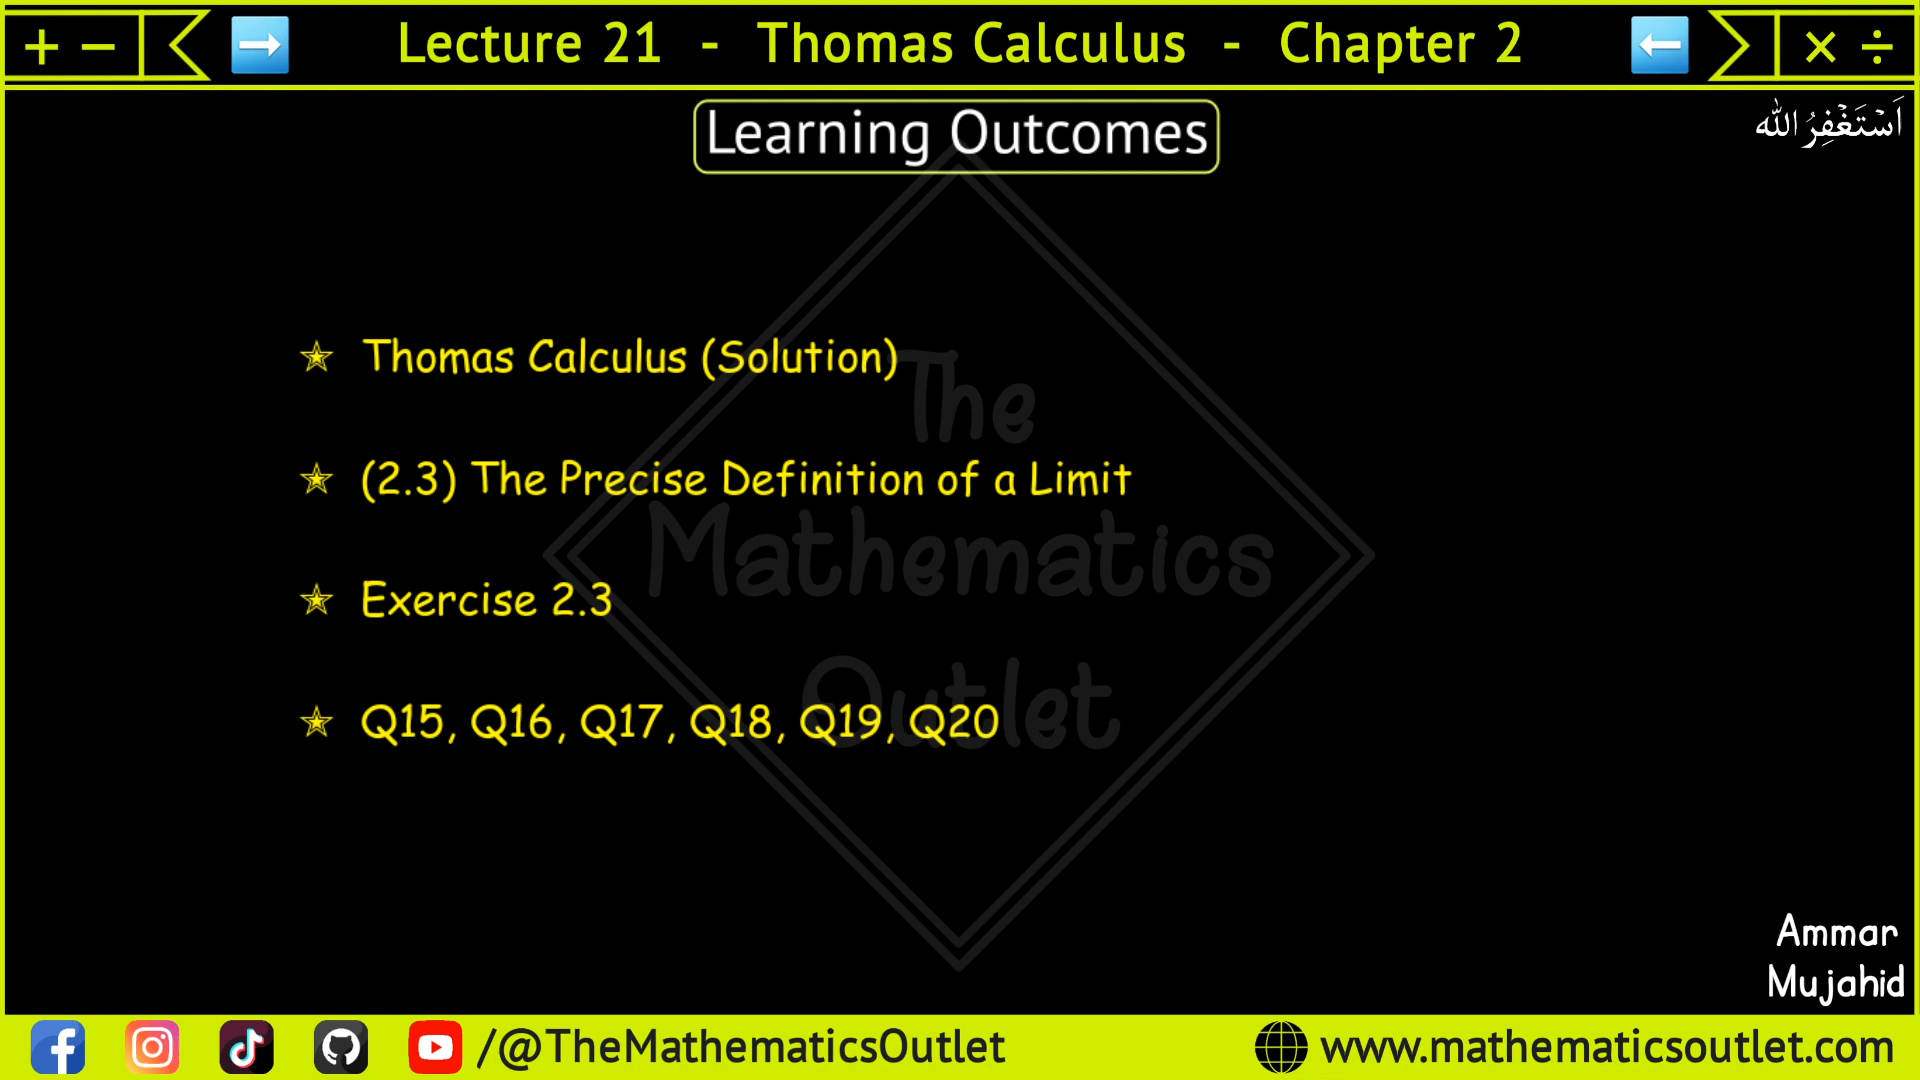 + − Lecture 21 - Thomas Calculus - Chapter 2 × ÷
Learning Outcomes
اَسْتَغْفِرُ اللّٰه
☆ Thomas Calculus (Solution)
☆ (2.3) The Precise Definition of a Limit
☆ Exercise 2.3
☆ Q15, Q16, Q17, Q18, Q19, Q20
The
Mathematics
Outlet
Ammar
Mujahid
/@TheMathematicsOutlet www.mathematicsoutlet.com